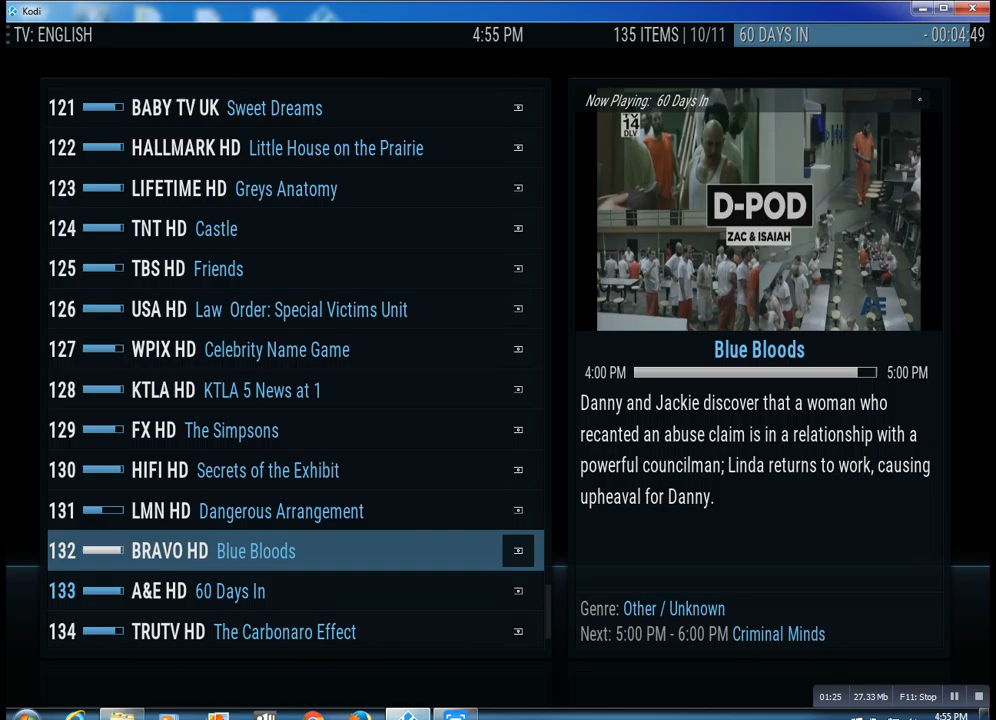 Kodi
TV: ENGLISH 4:55 PM 135 ITEMS | 10/11 60 DAYS IN - 00:04:49
121 BABY TV UK Sweet Dreams
122 HALLMARK HD Little House on the Prairie
123 LIFETIME HD Greys Anatomy
124 TNT HD Castle
125 TBS HD Friends
126 USA HD Law Order: Special Victims Unit
127 WPIX HD Celebrity Name Game
128 KTLA HD KTLA 5 News at 1
129 FX HD The Simpsons
130 HIFI HD Secrets of the Exhibit
131 LMN HD Dangerous Arrangement
132 BRAVO HD Blue Bloods
133 A&E HD 60 Days In
134 TRUTV HD The Carbonaro Effect
Now Playing: 60 Days In
TV
14
DLV
D-POD
ZAC & ISAIAH
A&E
Blue Bloods
4:00 PM 5:00 PM
Danny and Jackie discover that a woman who
recanted an abuse claim is in a relationship with a
powerful councilman; Linda returns to work, causing
upheaval for Danny.
Genre: Other / Unknown
Next: 5:00 PM - 6:00 PM Criminal Minds
01:25 27.33 Mb F11: Stop
4:55 PM